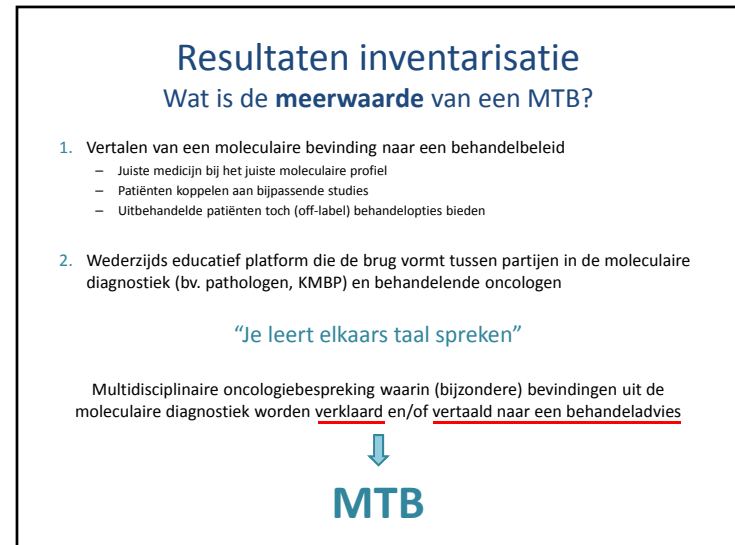 Resultaten inventarisatie
Wat is de meerwaarde van een MTB?
1. Vertalen van een moleculaire bevinding naar een behandelbeleid
– Juiste medicijn bij het juiste moleculaire profiel
– Patiënten koppelen aan bijpassende studies
– Uitbehandelde patiënten toch (off-label) behandelopties bieden
2. Wederzijds educatief platform die de brug vormt tussen partijen in de moleculaire
diagnostiek (bv. pathologen, KMBP) en behandelende oncologen
“Je leert elkaars taal spreken”
Multidisciplinaire oncologiebespreking waarin (bijzondere) bevindingen uit de
moleculaire diagnostiek worden verklaard en/of vertaald naar een behandeladvies
MTB